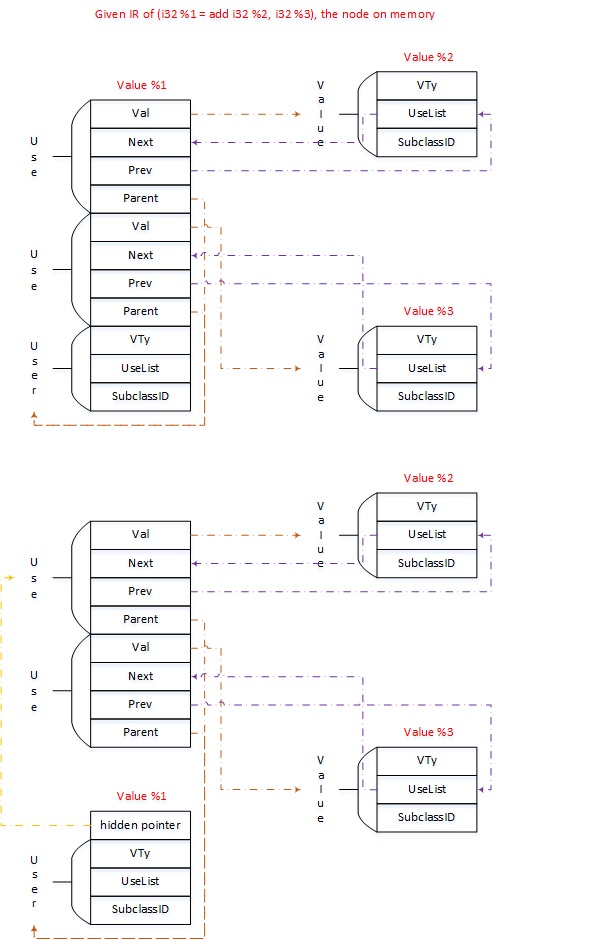 Given IR of (i32 %1 = add i32 %2, i32 %3), the node on memory
Value %2
Value %1
VTy
UseList
SubclassID
Value
Val
Next
Prev
Parent
Use
Val
Next
Prev
Parent
Use
VTy
UseList
SubclassID
User
Value %3
VTy
UseList
SubclassID
Value
Value %2
VTy
UseList
SubclassID
Value
Val
Next
Prev
Parent
Use
Val
Next
Prev
Parent
Use
Value %3
VTy
UseList
SubclassID
Value
Value %1
hidden pointer
VTy
UseList
SubclassID
User